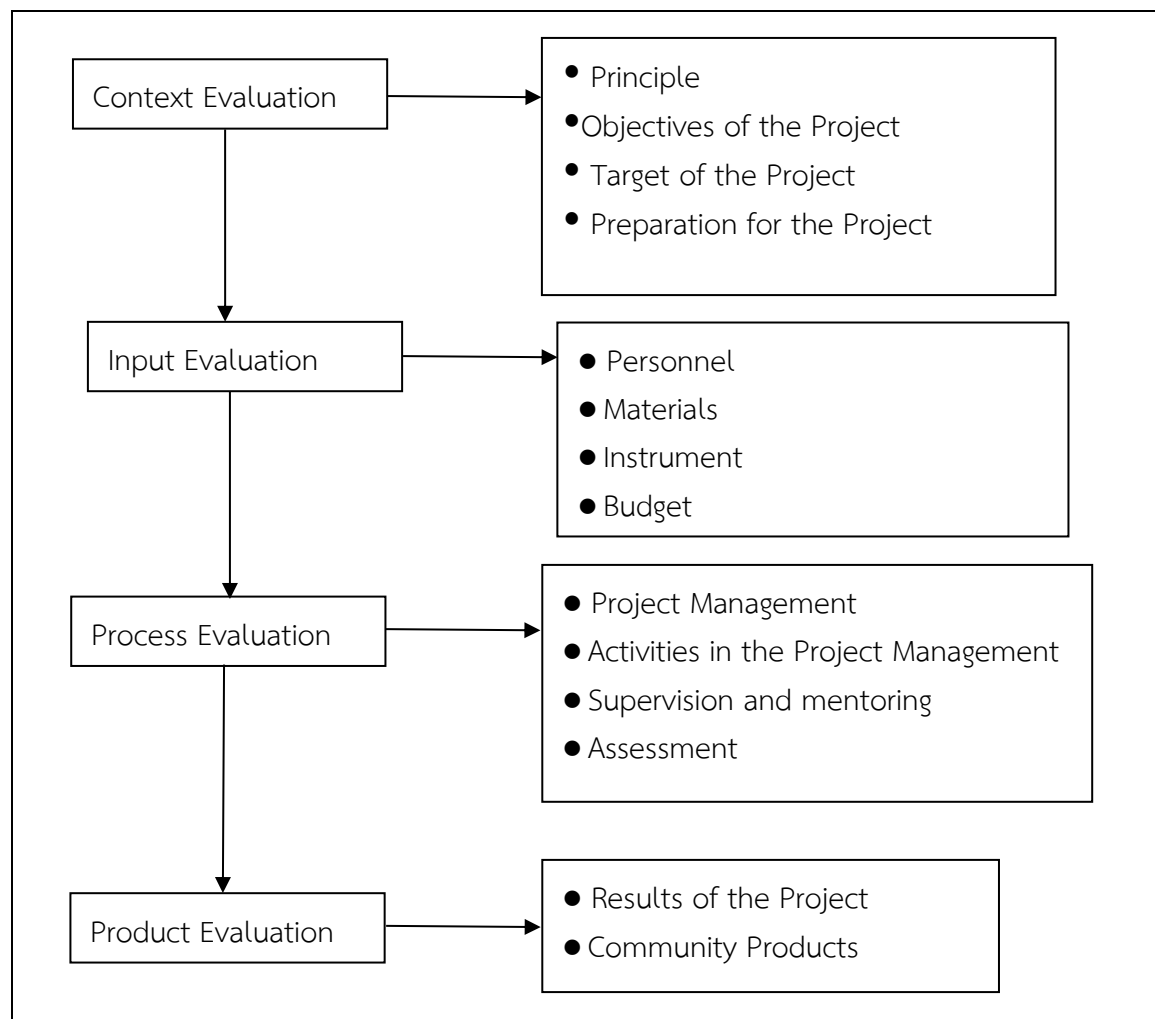 Context Evaluation
• Principle
•Objectives of the Project
• Target of the Project
• Preparation for the Project
Input Evaluation
● Personnel
● Materials
● Instrument
● Budget
Process Evaluation
● Project Management
● Activities in the Project Management
● Supervision and mentoring
● Assessment
Product Evaluation
● Results of the Project
● Community Products